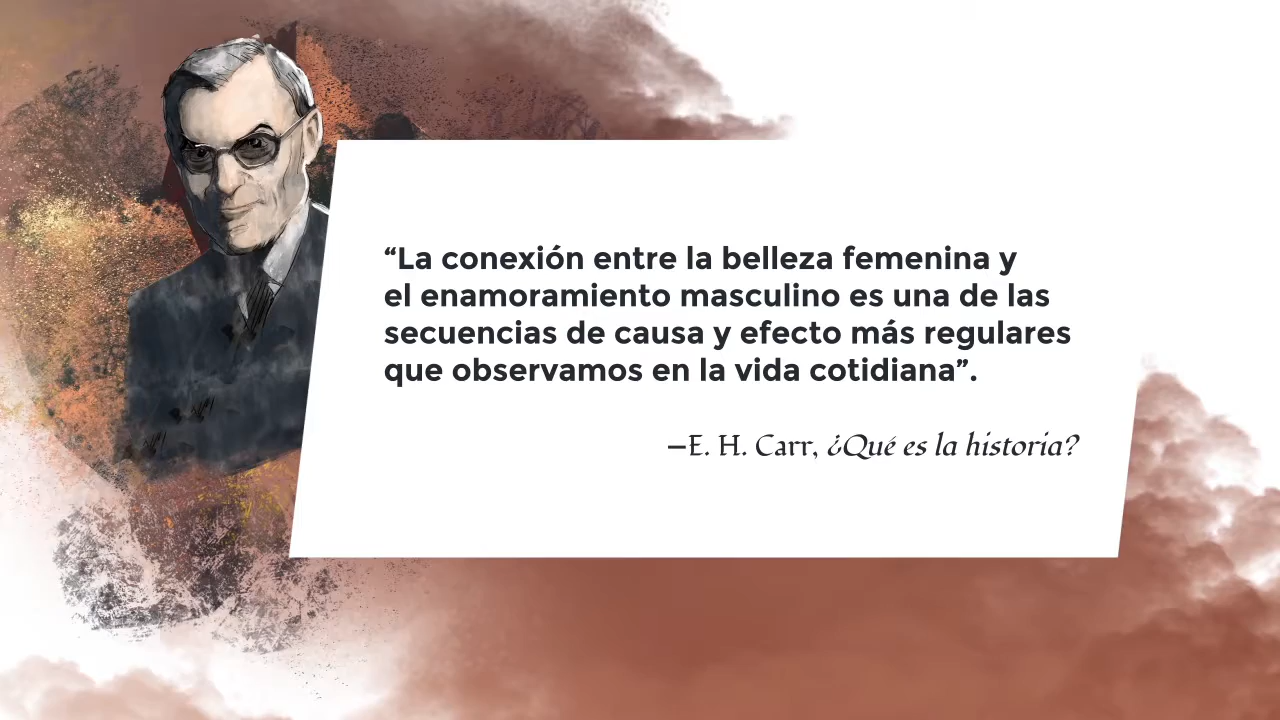 “La conexión entre la belleza femenina y
el enamoramiento masculino es una de las
secuencias de causa y efecto más regulares
que observamos en la vida cotidiana”.
—E. H. Carr, ¿Qué es la historia?